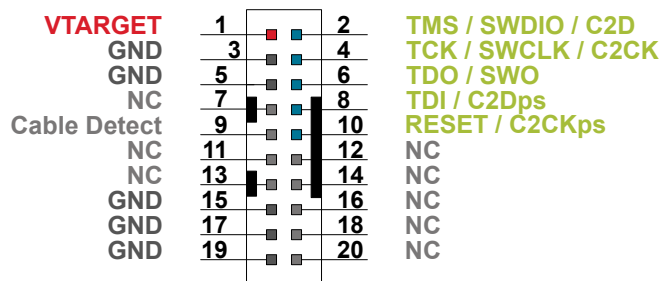 VTARGET 1 2 TMS / SWDIO / C2D
GND 3 4 TCK / SWCLK / C2CK
GND 5 6 TDO / SWO
NC 7 8 TDI / C2Dps
Cable Detect 9 10 RESET / C2CKps
NC 11 12 NC
NC 13 14 NC
GND 15 16 NC
GND 17 18 NC
GND 19 20 NC